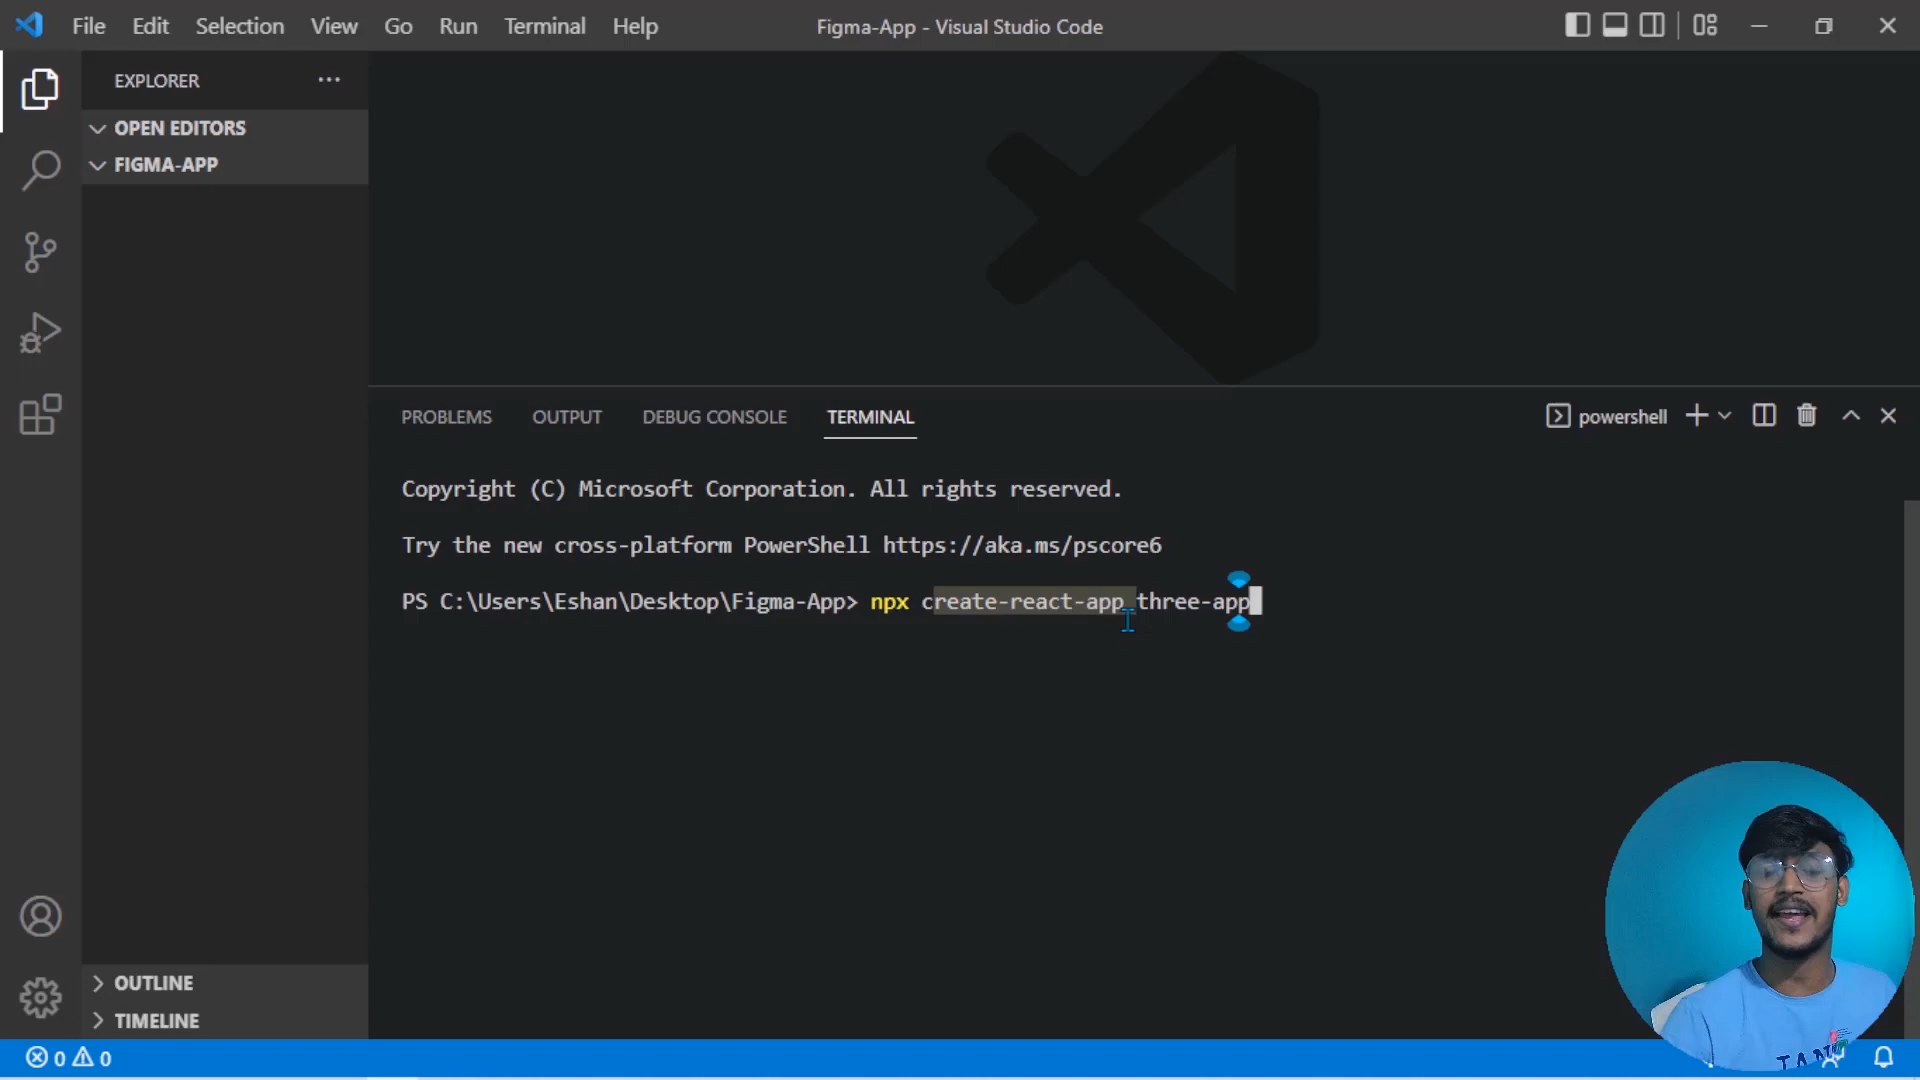 File Edit Selection View Go Run Terminal Help
Figma-App - Visual Studio Code
EXPLORER
OPEN EDITORS
FIGMA-APP
PROBLEMS OUTPUT DEBUG CONSOLE TERMINAL
powershell
Copyright (C) Microsoft Corporation. All rights reserved.
Try the new cross-platform PowerShell https://aka.ms/pscore6
PS C:\Users\Eshan\Desktop\Figma-App> npx create-react-app three-app
OUTLINE
TIMELINE
0 0